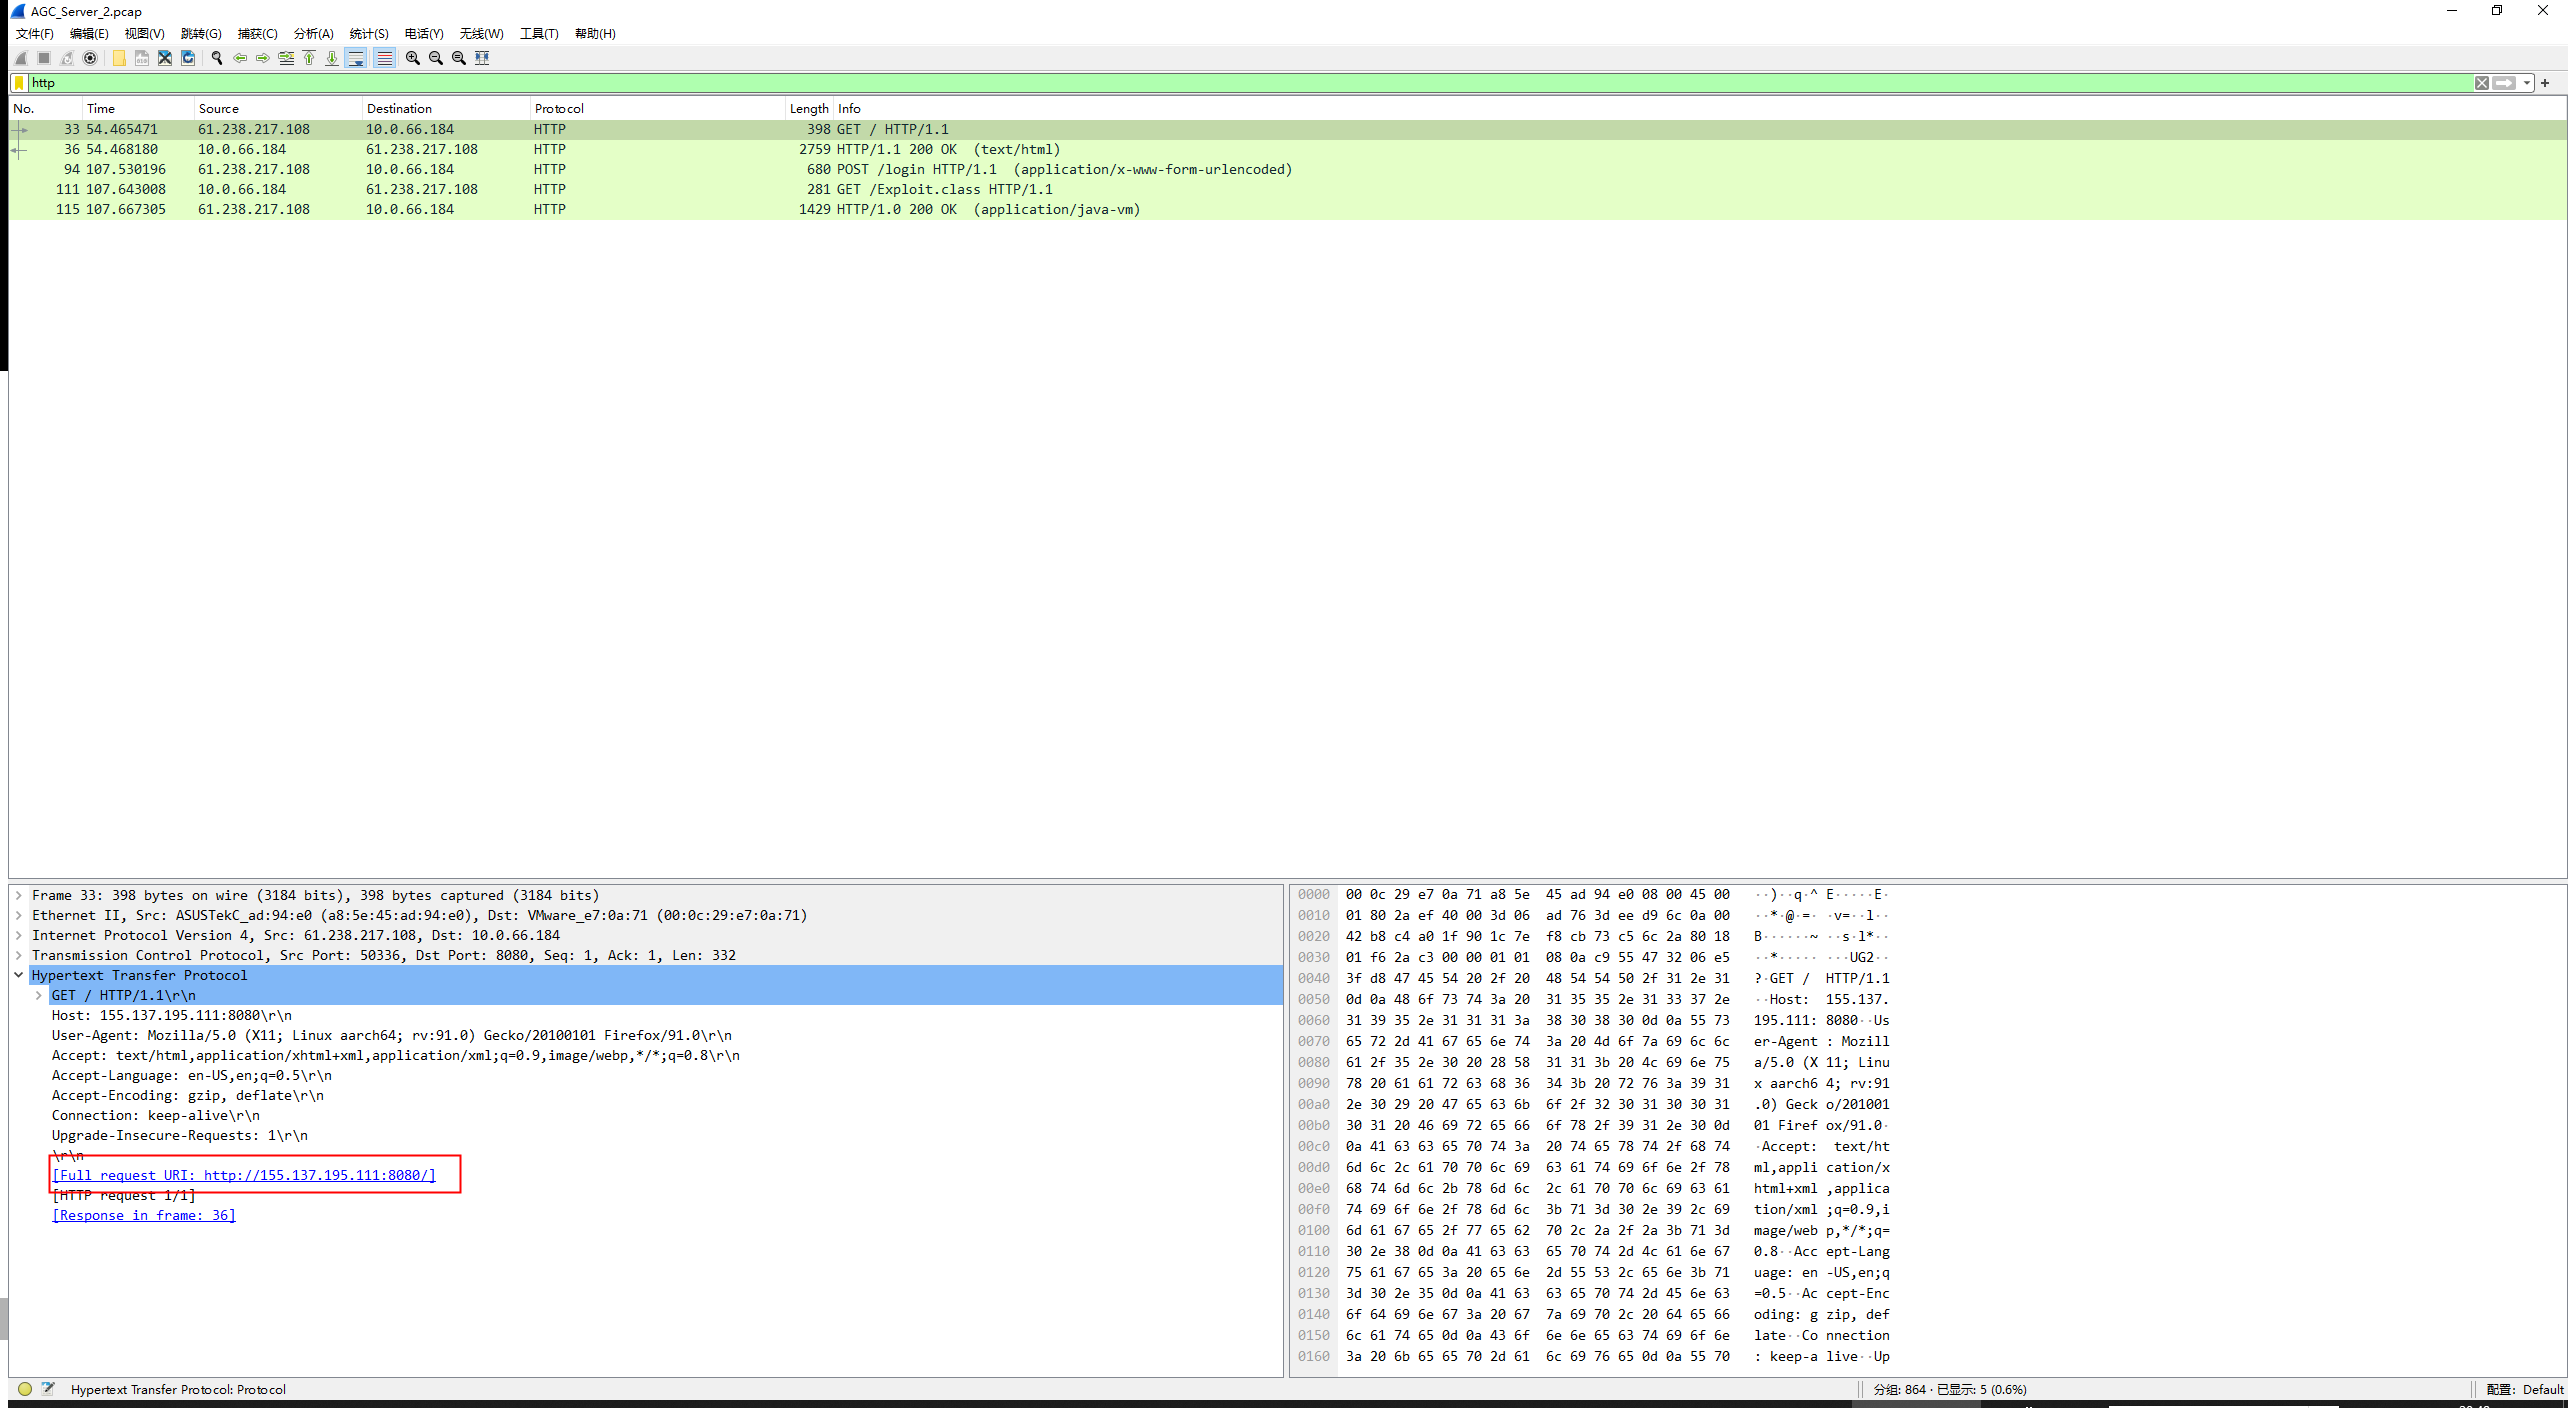 AGC_Server_2.pcap
文件(F) 编辑(E) 视图(V) 跳转(G) 捕获(C) 分析(A) 统计(S) 电话(Y) 无线(W) 工具(T) 帮助(H)
http
No. Time Source Destination Protocol Length Info
33 54.465471 61.238.217.108 10.0.66.184 HTTP 398 GET / HTTP/1.1
36 54.468180 10.0.66.184 61.238.217.108 HTTP 2759 HTTP/1.1 200 OK (text/html)
94 107.530196 61.238.217.108 10.0.66.184 HTTP 680 POST /login HTTP/1.1 (application/x-www-form-urlencoded)
111 107.643008 10.0.66.184 61.238.217.108 HTTP 281 GET /Exploit.class HTTP/1.1
115 107.667305 61.238.217.108 10.0.66.184 HTTP 1429 HTTP/1.0 200 OK (application/java-vm)
Frame 33: 398 bytes on wire (3184 bits), 398 bytes captured (3184 bits)
Ethernet II, Src: ASUSTekC_ad:94:e0 (a8:5e:45:ad:94:e0), Dst: VMware_e7:0a:71 (00:0c:29:e7:0a:71)
Internet Protocol Version 4, Src: 61.238.217.108, Dst: 10.0.66.184
Transmission Control Protocol, Src Port: 50336, Dst Port: 8080, Seq: 1, Ack: 1, Len: 332
Hypertext Transfer Protocol
GET / HTTP/1.1\r\n
Host: 155.137.195.111:8080\r\n
User-Agent: Mozilla/5.0 (X11; Linux aarch64; rv:91.0) Gecko/20100101 Firefox/91.0\r\n
Accept: text/html,application/xhtml+xml,application/xml;q=0.9,image/webp,*/*;q=0.8\r\n
Accept-Language: en-US,en;q=0.5\r\n
Accept-Encoding: gzip, deflate\r\n
Connection: keep-alive\r\n
Upgrade-Insecure-Requests: 1\r\n
\r\n
[Full request URI: http://155.137.195.111:8080/]
[HTTP request 1/1]
[Response in frame: 36]
0000 00 0c 29 e7 0a 71 a8 5e 45 ad 94 e0 08 00 45 00 ··)··q·^ E·····E·
0010 01 80 2a ef 40 00 3d 06 ad 76 3d ee d9 6c 0a 00 ··*·@·=· ·v=··l··
0020 42 b8 c4 a0 1f 90 1c 7e f8 cb 73 c5 6c 2a 80 18 B······~ ··s·l*··
0030 01 f6 2a c3 00 00 01 01 08 0a c9 55 47 32 06 e5 ··*····· ···UG2··
0040 3f d8 47 45 54 20 2f 20 48 54 54 50 2f 31 2e 31 ?·GET / HTTP/1.1
0050 0d 0a 48 6f 73 74 3a 20 31 35 35 2e 31 33 37 2e ··Host: 155.137.
0060 31 39 35 2e 31 31 31 3a 38 30 38 30 0d 0a 55 73 195.111: 8080··Us
0070 65 72 2d 41 67 65 6e 74 3a 20 4d 6f 7a 69 6c 6c er-Agent : Mozill
0080 61 2f 35 2e 30 20 28 58 31 31 3b 20 4c 69 6e 75 a/5.0 (X 11; Linu
0090 78 20 61 61 72 63 68 36 34 3b 20 72 76 3a 39 31 x aarch6 4; rv:91
00a0 2e 30 29 20 47 65 63 6b 6f 2f 32 30 31 30 30 31 .0) Geck o/201001
00b0 30 31 20 46 69 72 65 66 6f 78 2f 39 31 2e 30 0d 01 Firef ox/91.0·
00c0 0a 41 63 63 65 70 74 3a 20 74 65 78 74 2f 68 74 ·Accept: text/ht
00d0 6d 6c 2c 61 70 70 6c 69 63 61 74 69 6f 6e 2f 78 ml,appli cation/x
00e0 68 74 6d 6c 2b 78 6d 6c 2c 61 70 70 6c 69 63 61 html+xml ,applica
00f0 74 69 6f 6e 2f 78 6d 6c 3b 71 3d 30 2e 39 2c 69 tion/xml ;q=0.9,i
0100 6d 61 67 65 2f 77 65 62 70 2c 2a 2f 2a 3b 71 3d mage/web p,*/*;q=
0110 30 2e 38 0d 0a 41 63 63 65 70 74 2d 4c 61 6e 67 0.8··Acc ept-Lang
0120 75 61 67 65 3a 20 65 6e 2d 55 53 2c 65 6e 3b 71 uage: en -US,en;q
0130 3d 30 2e 35 0d 0a 41 63 63 65 70 74 2d 45 6e 63 =0.5··Ac cept-Enc
0140 6f 64 69 6e 67 3a 20 67 7a 69 70 2c 20 64 65 66 oding: g zip, def
0150 6c 61 74 65 0d 0a 43 6f 6e 6e 65 63 74 69 6f 6e late··Co nnection
0160 3a 20 6b 65 65 70 2d 61 6c 69 76 65 0d 0a 55 70 : keep-a live··Up
Hypertext Transfer Protocol: Protocol
分组: 864 · 已显示: 5 (0.6%)
配置: Default